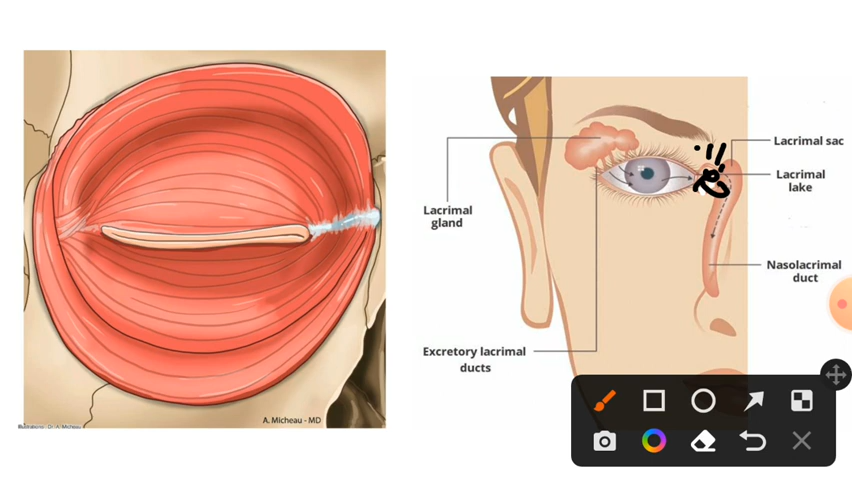 Lacrimal sac
Lacrimal
lake
Lacrimal
gland
Nasolacrimal
duct
Excretory lacrimal
ducts
A. Micheau - MD
Illustrations : Dr. A. Micheau